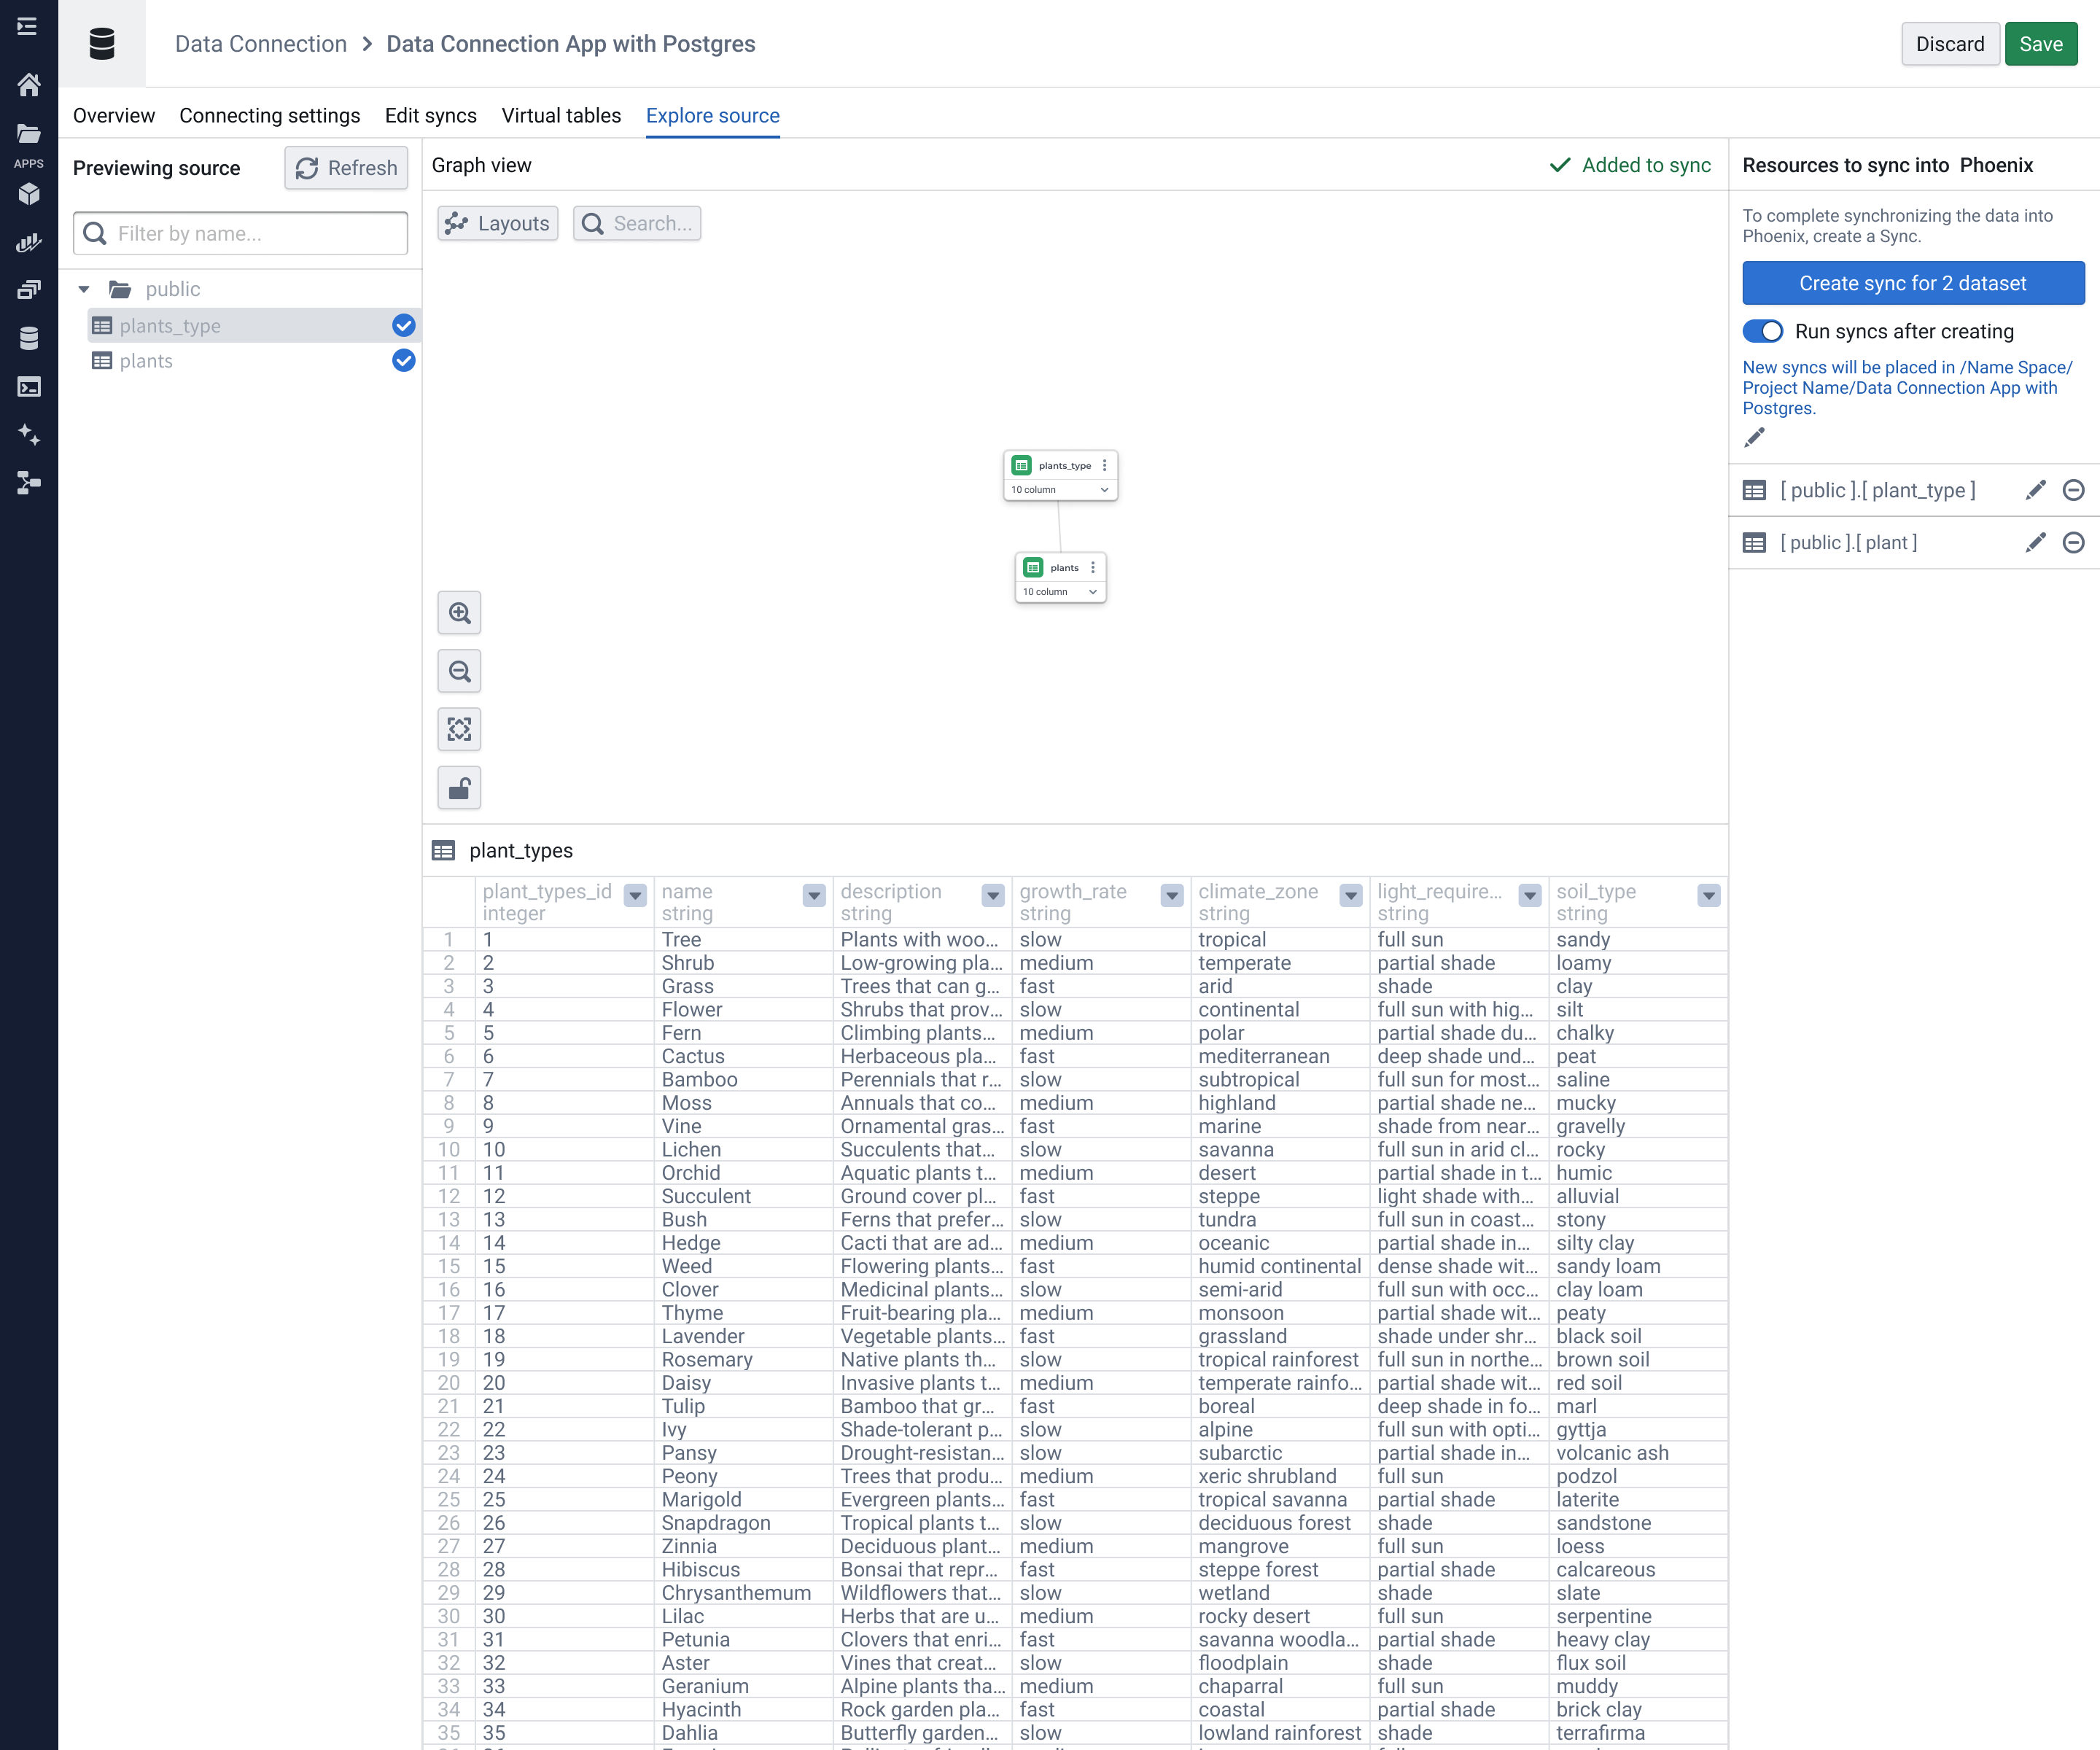 Data Connection > Data Connection App with Postgres
Discard
Save
Overview
Connecting settings
Edit syncs
Virtual tables
Explore source
APPS
Previewing source
Refresh
Filter by name...
public
plants_type
plants
Graph view
Added to sync
Layouts
Search...
plants_type
10 column
plants
10 column
Resources to sync into Phoenix
To complete synchronizing the data into
Phoenix, create a Sync.
Create sync for 2 dataset
Run syncs after creating
New syncs will be placed in /Name Space/
Project Name/Data Connection App with
Postgres.
[ public ].[ plant_type ]
[ public ].[ plant ]
plant_types
plant_types_id name description growth_rate climate_zone light_require... soil_type
integer string string string string string string
1 1 Tree Plants with woo... slow tropical full sun sandy
2 2 Shrub Low-growing pla... medium temperate partial shade loamy
3 3 Grass Trees that can g... fast arid shade clay
4 4 Flower Shrubs that prov... slow continental full sun with hig... silt
5 5 Fern Climbing plants... medium polar partial shade du... chalky
6 6 Cactus Herbaceous pla... fast mediterranean deep shade und... peat
7 7 Bamboo Perennials that r... slow subtropical full sun for most... saline
8 8 Moss Annuals that co... medium highland partial shade ne... mucky
9 9 Vine Ornamental gras... fast marine shade from near... gravelly
10 10 Lichen Succulents that... slow savanna full sun in arid cl... rocky
11 11 Orchid Aquatic plants t... medium desert partial shade in t... humic
12 12 Succulent Ground cover pl... fast steppe light shade with... alluvial
13 13 Bush Ferns that prefer... slow tundra full sun in coast... stony
14 14 Hedge Cacti that are ad... medium oceanic partial shade in... silty clay
15 15 Weed Flowering plants... fast humid continental dense shade wit... sandy loam
16 16 Clover Medicinal plants... slow semi-arid full sun with occ... clay loam
17 17 Thyme Fruit-bearing pla... medium monsoon partial shade wit... peaty
18 18 Lavender Vegetable plants... fast grassland shade under shr... black soil
19 19 Rosemary Native plants th... slow tropical rainforest full sun in northe... brown soil
20 20 Daisy Invasive plants t... medium temperate rainfo... partial shade wit... red soil
21 21 Tulip Bamboo that gr... fast boreal deep shade in fo... marl
22 22 Ivy Shade-tolerant p... slow alpine full sun with opti... gyttja
23 23 Pansy Drought-resistan... slow subarctic partial shade in... volcanic ash
24 24 Peony Trees that produ... medium xeric shrubland full sun podzol
25 25 Marigold Evergreen plants... fast tropical savanna partial shade laterite
26 26 Snapdragon Tropical plants t... slow deciduous forest shade sandstone
27 27 Zinnia Deciduous plant... medium mangrove full sun loess
28 28 Hibiscus Bonsai that repr... fast steppe forest partial shade calcareous
29 29 Chrysanthemum Wildflowers that... slow wetland shade slate
30 30 Lilac Herbs that are u... medium rocky desert full sun serpentine
31 31 Petunia Clovers that enri... fast savanna woodla... partial shade heavy clay
32 32 Aster Vines that creat... slow floodplain shade flux soil
33 33 Geranium Alpine plants tha... medium chaparral full sun muddy
34 34 Hyacinth Rock garden pla... fast coastal partial shade brick clay
35 35 Dahlia Butterfly garden... slow lowland rainforest shade terrafirma